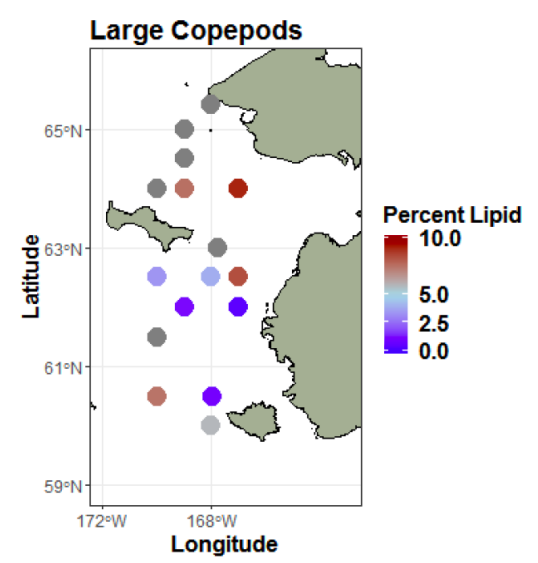 Large Copepods
65°N
63°N
61°N
59°N
172°W
168°W
Longitude
Latitude
Percent Lipid
10.0
5.0
2.5
0.0